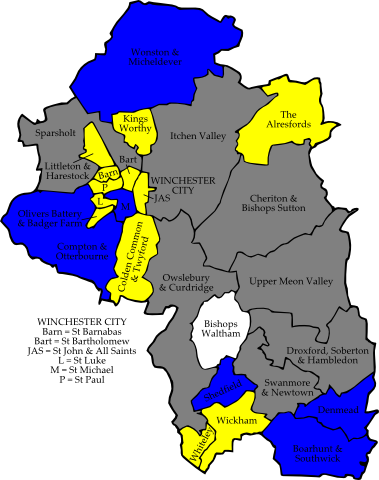 Wonston &
Micheldever
Kings
Worthy
The
Alresfords
Sparsholt
Itchen Valley
Littleton &
Harestock
Barn
Bart
P
WINCHESTER
CITY
JAS
L
M
Cheriton &
Bishops Sutton
Olivers Battery
& Badger Farm
Compton &
Otterbourne
Colden Common
& Twyford
Owslebury
& Curdridge
Upper Meon Valley
Bishops
Waltham
WINCHESTER CITY
Barn = St Barnabas
Bart = St Bartholomew
JAS = St John & All Saints
L = St Luke
M = St Michael
P = St Paul
Droxford, Soberton
& Hambledon
Shedfield
Swanmore
& Newtown
Wickham
Whiteley
Denmead
Boarhunt &
Southwick